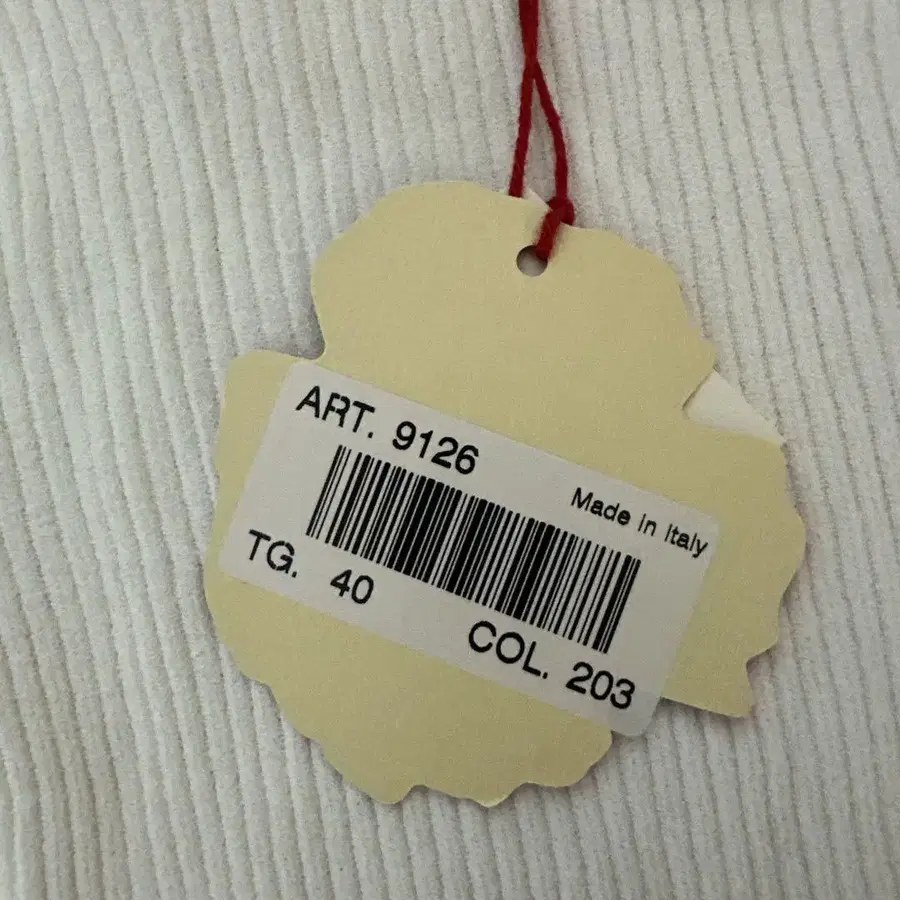 ART. 9126
Made in Italy
TG. 40
COL. 203